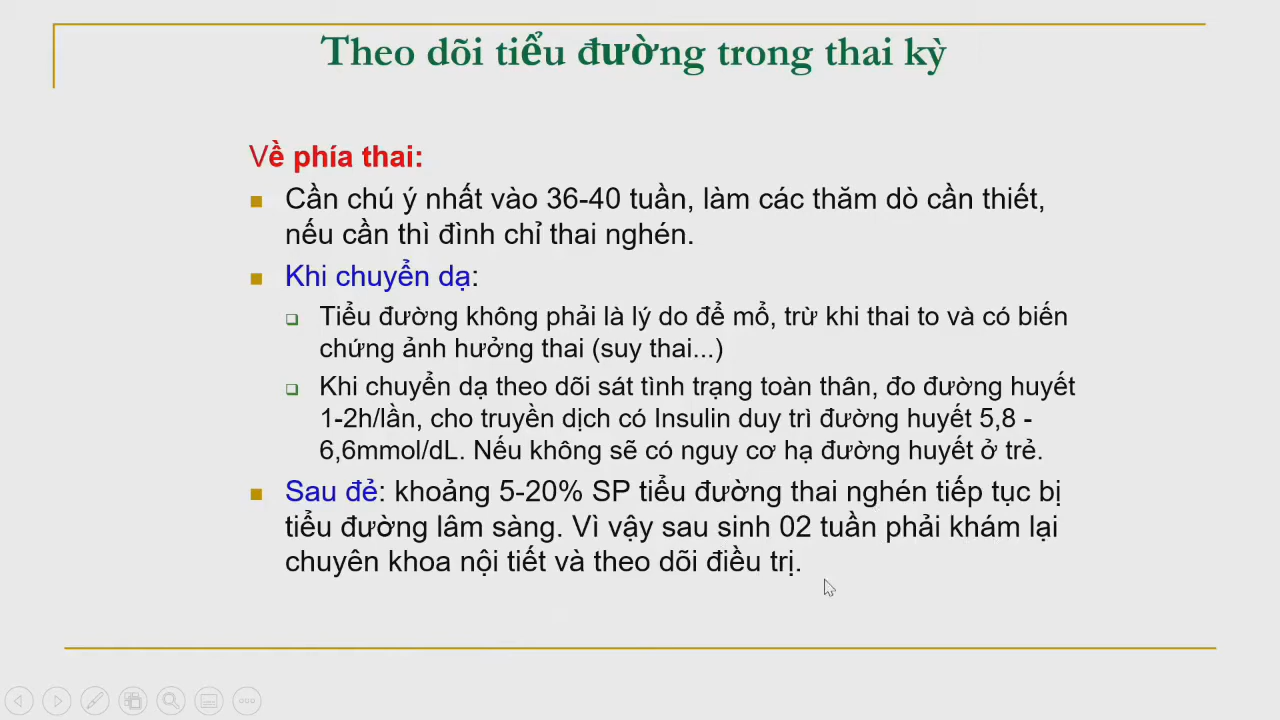 Theo dõi tiểu đường trong thai kỳ
Về phía thai:
Cần chú ý nhất vào 36-40 tuần, làm các thăm dò cần thiết,
nếu cần thì đình chỉ thai nghén.
Khi chuyển dạ:
Tiểu đường không phải là lý do để mổ, trừ khi thai to và có biến
chứng ảnh hưởng thai (suy thai...)
Khi chuyển dạ theo dõi sát tình trạng toàn thân, đo đường huyết
1-2h/lần, cho truyền dịch có Insulin duy trì đường huyết 5,8 -
6,6mmol/dL. Nếu không sẽ có nguy cơ hạ đường huyết ở trẻ.
Sau đẻ: khoảng 5-20% SP tiểu đường thai nghén tiếp tục bị
tiểu đường lâm sàng. Vì vậy sau sinh 02 tuần phải khám lại
chuyên khoa nội tiết và theo dõi điều trị.